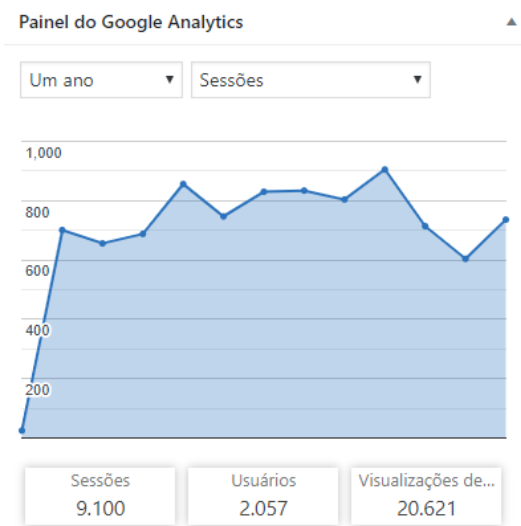 Painel do Google Analytics
Um ano
Sessões
1,000
800
600
400
200
Sessões
9.100
Usuários
2.057
Visualizações de...
20.621